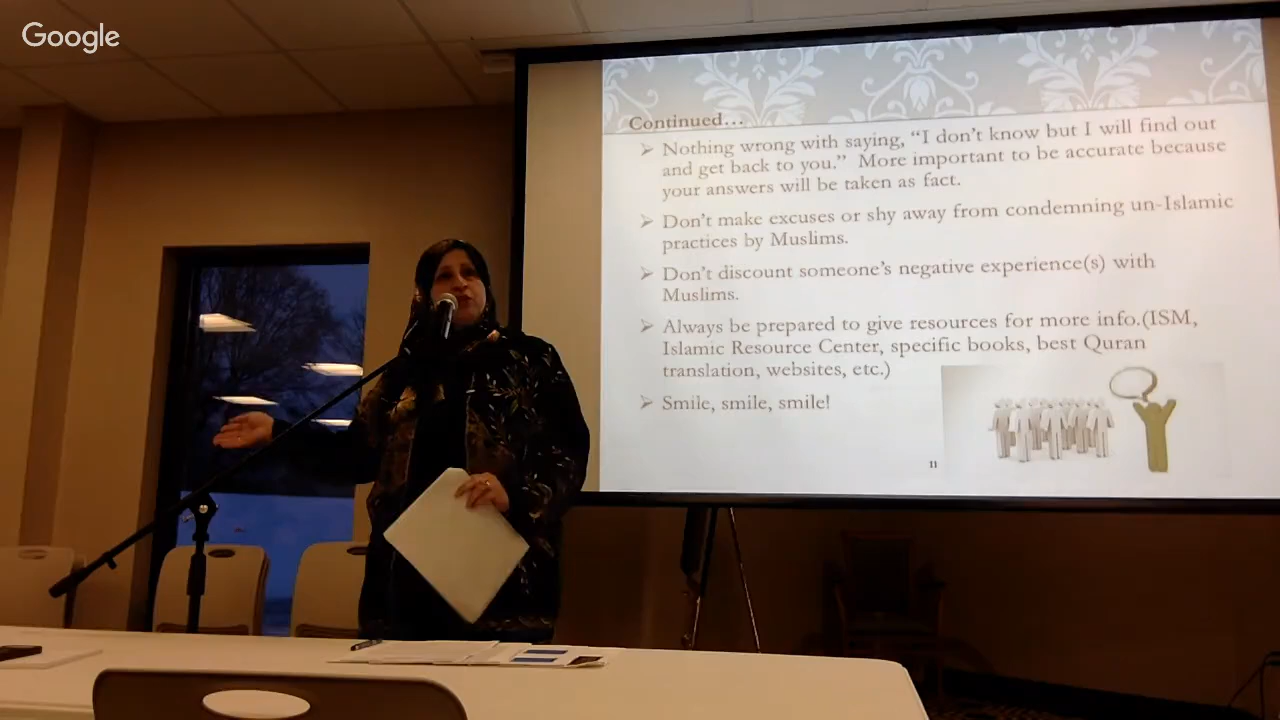 Google
Continued...
Nothing wrong with saying, “I don’t know but I will find out
and get back to you.”  More important to be accurate because
your answers will be taken as fact.
Don’t make excuses or shy away from condemning un-Islamic
practices by Muslims.
Don’t discount someone’s negative experience(s) with
Muslims.
Always be prepared to give resources for more info.(ISM,
Islamic Resource Center, specific books, best Quran
translation, websites, etc.)
Smile, smile, smile!
11